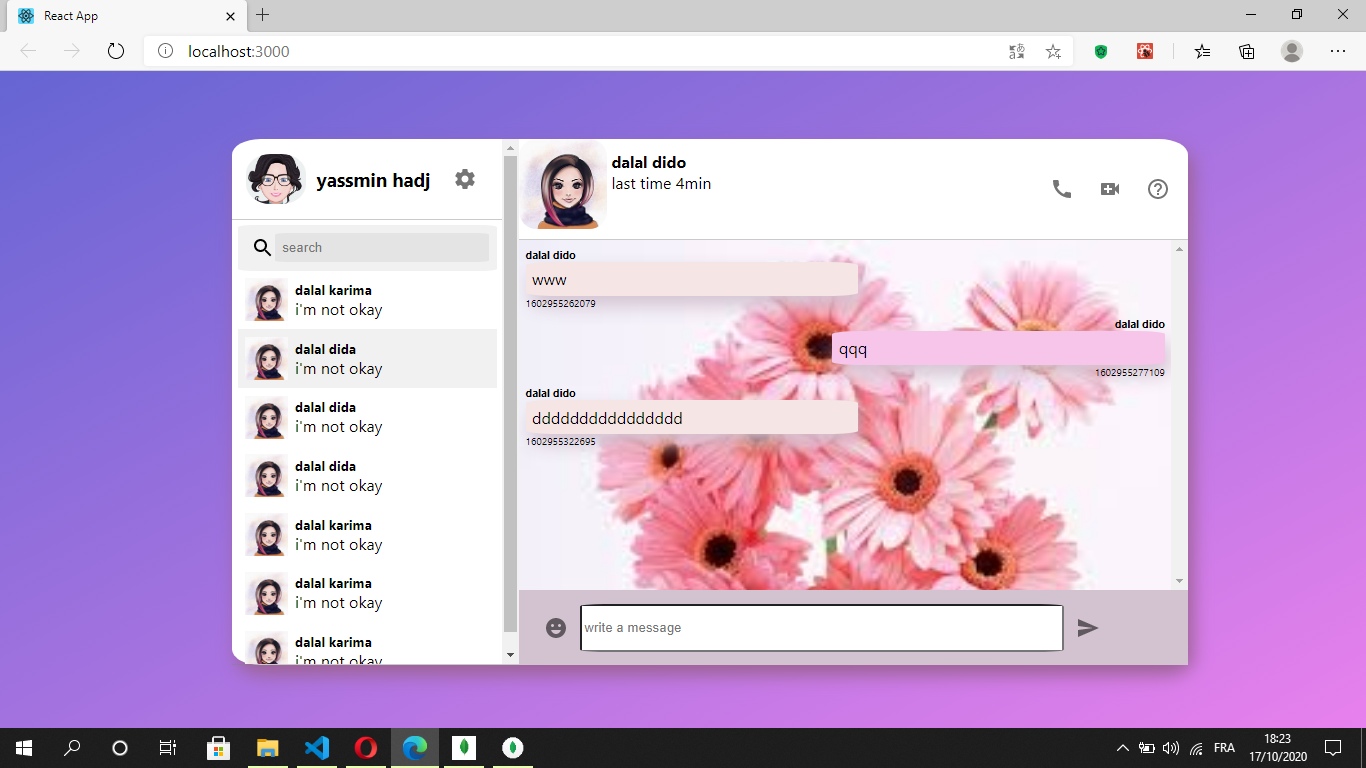 React App
localhost:3000
yassmin hadj
search
dalal karima
i'm not okay
dalal dida
i'm not okay
dalal dida
i'm not okay
dalal dida
i'm not okay
dalal karima
i'm not okay
dalal karima
i'm not okay
dalal karima
i'm not okay
dalal dido
last time 4min
dalal dido
www
1602955262079
dalal dido
qqq
1602955277109
dalal dido
dddddddddddddddd
1602955322695
write a message
FRA
18:23
17/10/2020